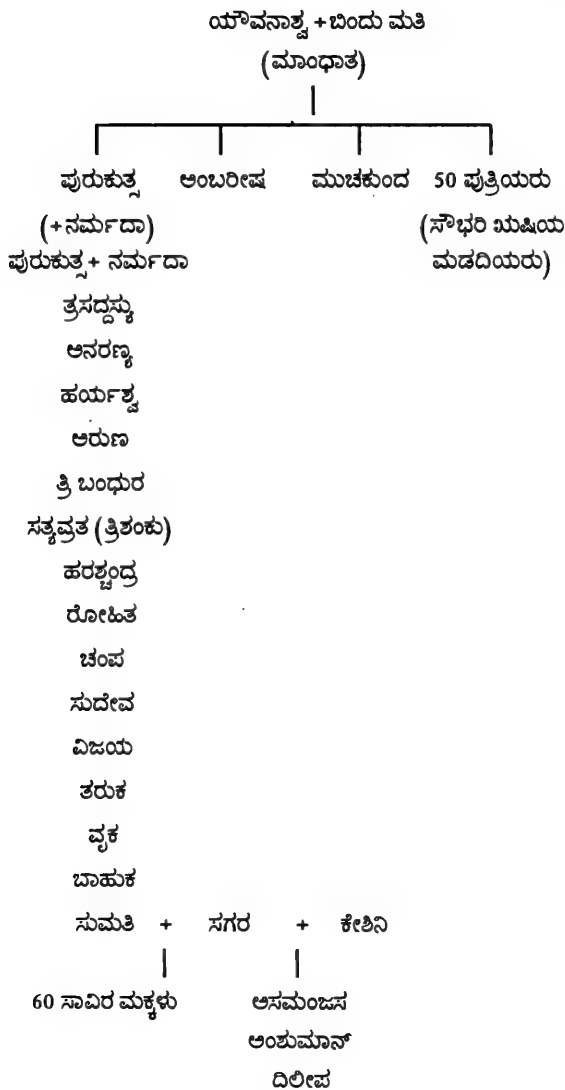 ಯೌವನಾಶ್ವ + ಬಿಂದು ಮತಿ
(ಮಾಂಧಾತ)
ಪುರುಕುತ್ಸ ಅಂಬರೀಷ ಮುಚಕುಂದ 50 ಪುತ್ರಿಯರು
(+ನರ್ಮದಾ) (ಸೌಭರಿ ಋಷಿಯ
ಪುರುಕುತ್ಸ + ನರ್ಮದಾ ಮಡದಿಯರು)
ತ್ರಸದ್ದಸ್ಯು
ಅನರಣ್ಯ
ಹರ್ಯಶ್ವ
ಅರುಣ
ತ್ರಿ ಬಂಧುರ
ಸತ್ಯವ್ರತ (ತ್ರಿಶಂಕು)
ಹರಶ್ಚಂದ್ರ
ರೋಹಿತ
ಚಂಪ
ಸುದೇವ
ವಿಜಯ
ತರುಕ
ವೃಕ
ಬಾಹುಕ
ಸುಮತಿ + ಸಗರ + ಕೇಶಿನಿ
60 ಸಾವಿರ ಮಕ್ಕಳು ಅಸಮಂಜಸ
ಅಂಶುಮಾನ್
ದಿಲೀಪ